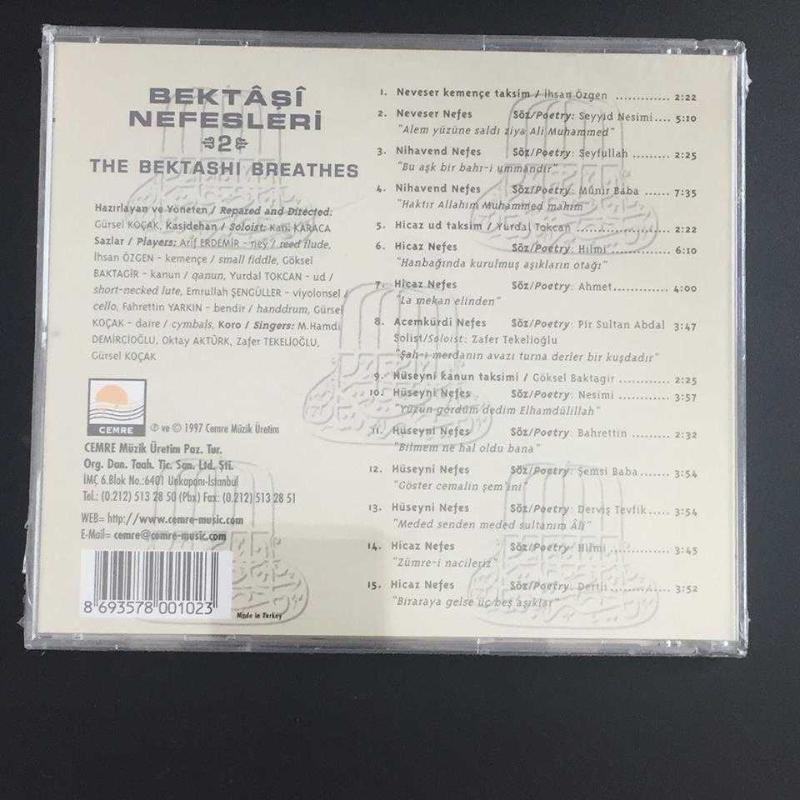 BEKTÂŞÎ
NEFESLERİ
2
THE BEKTASHI BREATHES
Hazırlayan ve Yöneten / Repared and Ditected:
Gürsel KOÇAK, Kaşidehan / Soloist: Kani KARACA
Sazlar / Players: Arif ERDEMİR - ney / reed flude,
İhsan ÖZGEN - kemençe / small fiddle, Göksel
BAKTAGİR - kanun / qanun, Yurdal TOKCAN - ud /
short-necked lute, Emrullah ŞENGÜLLER - viyolonsel /
cello, Fahrettin YARKIN - bendir / handdrum, Gürsel
KOÇAK - daire / cymbals, Koro / Singers: M.Hamdi
DEMİRCİOĞLU, Oktay AKTÜRK, Zafer TEKELİOĞLU,
Gürsel KOÇAK
CEMRE
℗ ve © 1997 Cemre Müzik Üretim
CEMRE Müzik Üretim Paz. Tur.
Org. Dan. Taah. Tic. San. Ltd. Şti.
İMÇ 6.Blok No.:6401 Unkapanı-İstanbul
Tel.: (0.212) 513 28 50 (Pbx) Fax: (0.212) 513 28 51
WEB= http://www.cemre-music.com
E-Mail= cemre@cemre-music.com
8 693578 001023
Made in Turkey
1. Neveser kemençe taksim / İhsan Özgen ............ 2:22
2. Neveser Nefes Söz/Poetry: Seyyid Nesimi .... 5:10
"Alem yüzüne saldı ziya Ali Muhammed"
3. Nihavend Nefes Söz/Poetry: Seyfullah ........ 2:25
"Bu aşk bir bahr-i ummandır"
4. Nihavend Nefes Söz/Poetry: Münir Baba ....... 7:35
"Haktır Allahım Muhammed mahım"
5. Hicaz ud taksim / Yurdal Tokcan ............ 2:22
6. Hicaz Nefes Söz/Poetry: Hilmi ............ 6:10
"Hanbağında kurulmuş aşıkların otağı"
7. Hicaz Nefes Söz/Poetry: Ahmet ............ 4:00
"La mekan elinden"
8. Acemkürdi Nefes Söz/Poetry: Pir Sultan Abdal 3:47
Solist/Soloist: Zafer Tekelioğlu
"Şah-ı merdanın avazı turna derler bir kuşdadır"
9. Hüseyni kanun taksimi / Göksel Baktagir ........ 2:25
10. Hüseyni Nefes Söz/Poetry: Nesimi ........ 3:57
"Yüzün gördüm dedim Elhamdülillah"
11. Hüseyni Nefes Söz/Poetry: Bahrettin ........ 2:32
"Bilmem ne hal oldu bana"
12. Hüseyni Nefes Söz/Poetry: Şemsi Baba ........ 3:54
"Göster cemalin şem'ini"
13. Hüseyni Nefes Söz/Poetry: Derviş Tevfik ..... 3:54
"Meded senden meded sultanım Âli"
14. Hicaz Nefes Söz/Poetry: Hilmi ............ 3:45
"Zümre-i nacileriz"
15. Hicaz Nefes Söz/Poetry: Dertli ............ 3:52
"Biraraya gelse üç beş aşıklar"